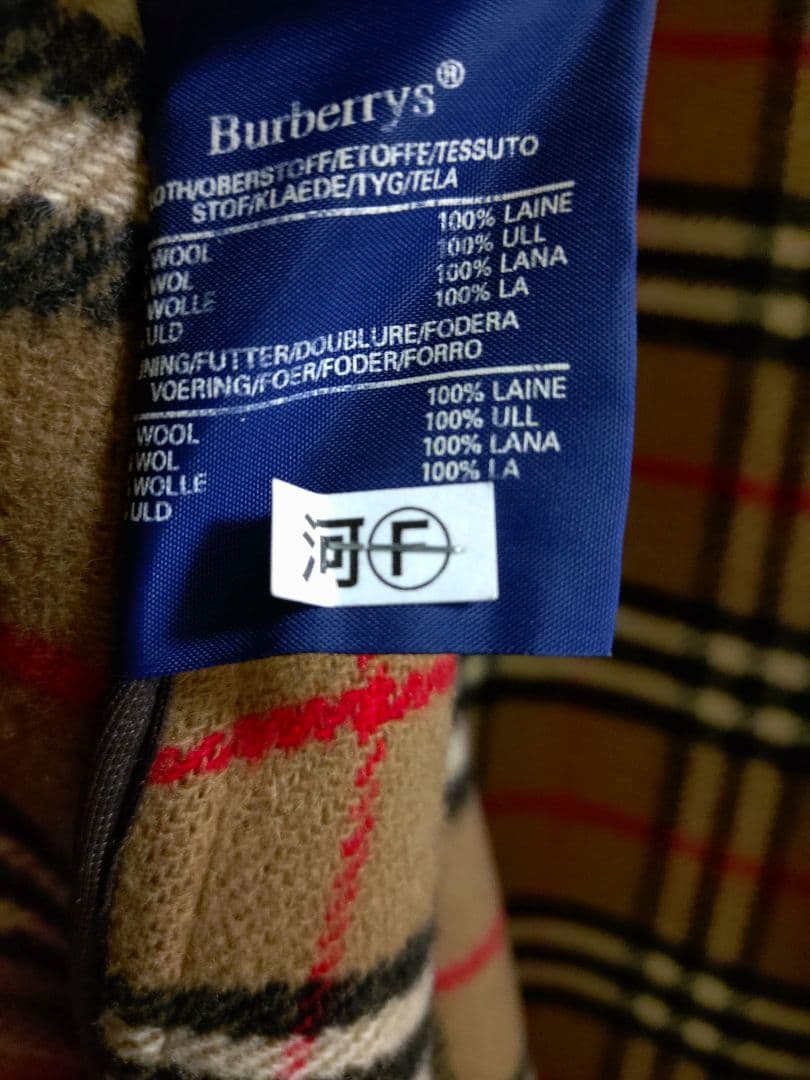 Burberrys®
OTH/OBERSTOFF/ETOFFE/TESSUTO
STOF/KLAEDE/TYG/TELA
WOOL 100% LAINE
WOL 100% ULL
WOLLE 100% LANA
ULD 100% LA
NING/FUTTER/DOUBLURE/FODERA
VOERING/FOER/FODER/FORRO
WOOL 100% LAINE
WOL 100% ULL
WOLLE 100% LANA
ULD 100% LA
河Ⓕ